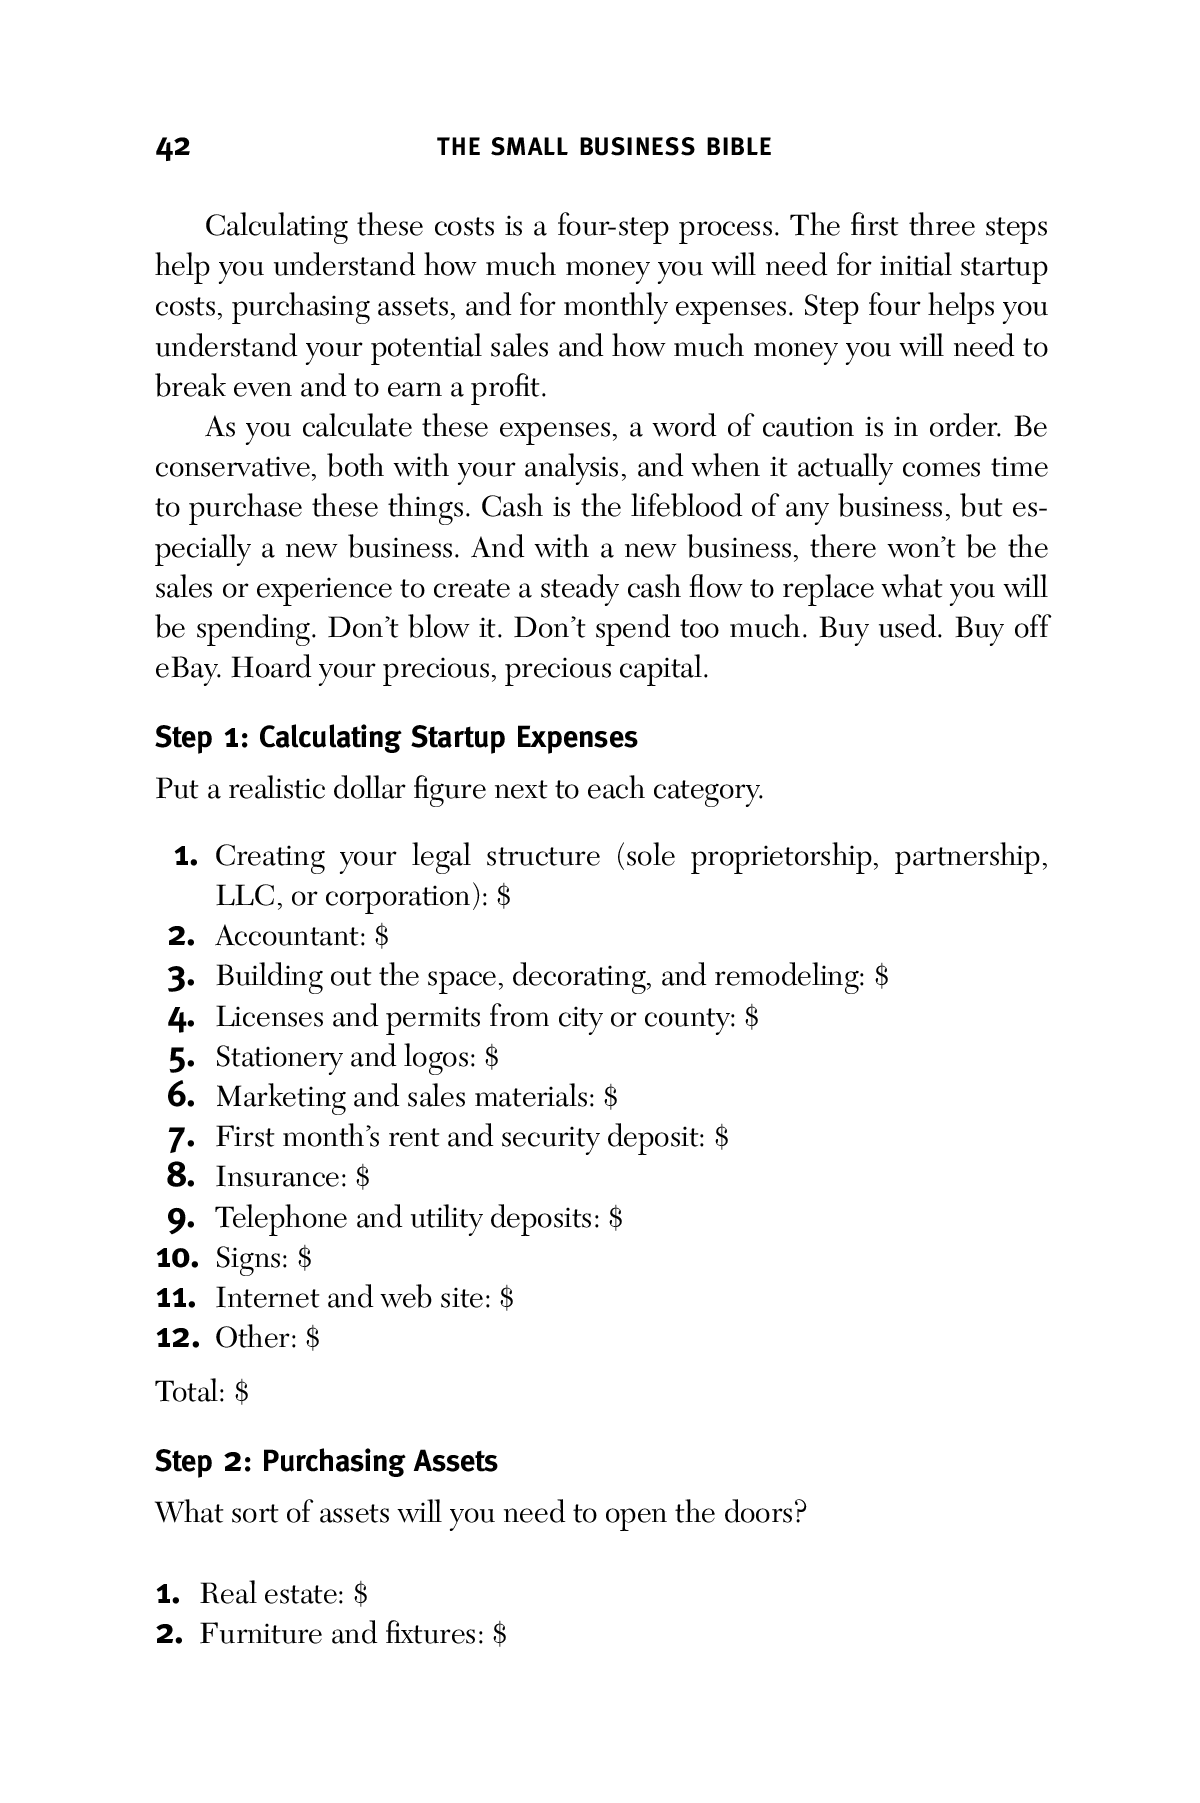 42 THE SMALL BUSINESS BIBLE
Calculating these costs is a four-step process. The first three steps
help you understand how much money you will need for initial startup
costs, purchasing assets, and for monthly expenses. Step four helps you
understand your potential sales and how much money you will need to
break even and to earn a profit.
As you calculate these expenses, a word of caution is in order. Be
conservative, both with your analysis, and when it actually comes time
to purchase these things. Cash is the lifeblood of any business, but es-
pecially a new business. And with a new business, there won’t be the
sales or experience to create a steady cash flow to replace what you will
be spending. Don’t blow it. Don’t spend too much. Buy used. Buy off
eBay. Hoard your precious, precious capital.
Step 1: Calculating Startup Expenses
Put a realistic dollar figure next to each category.
1. Creating your legal structure (sole proprietorship, partnership,
LLC, or corporation): $
2. Accountant: $
3. Building out the space, decorating, and remodeling: $
4. Licenses and permits from city or county: $
5. Stationery and logos: $
6. Marketing and sales materials: $
7. First month’s rent and security deposit: $
8. Insurance: $
9. Telephone and utility deposits: $
10. Signs: $
11. Internet and web site: $
12. Other: $
Total: $
Step 2: Purchasing Assets
What sort of assets will you need to open the doors?
1. Real estate: $
2. Furniture and fixtures: $